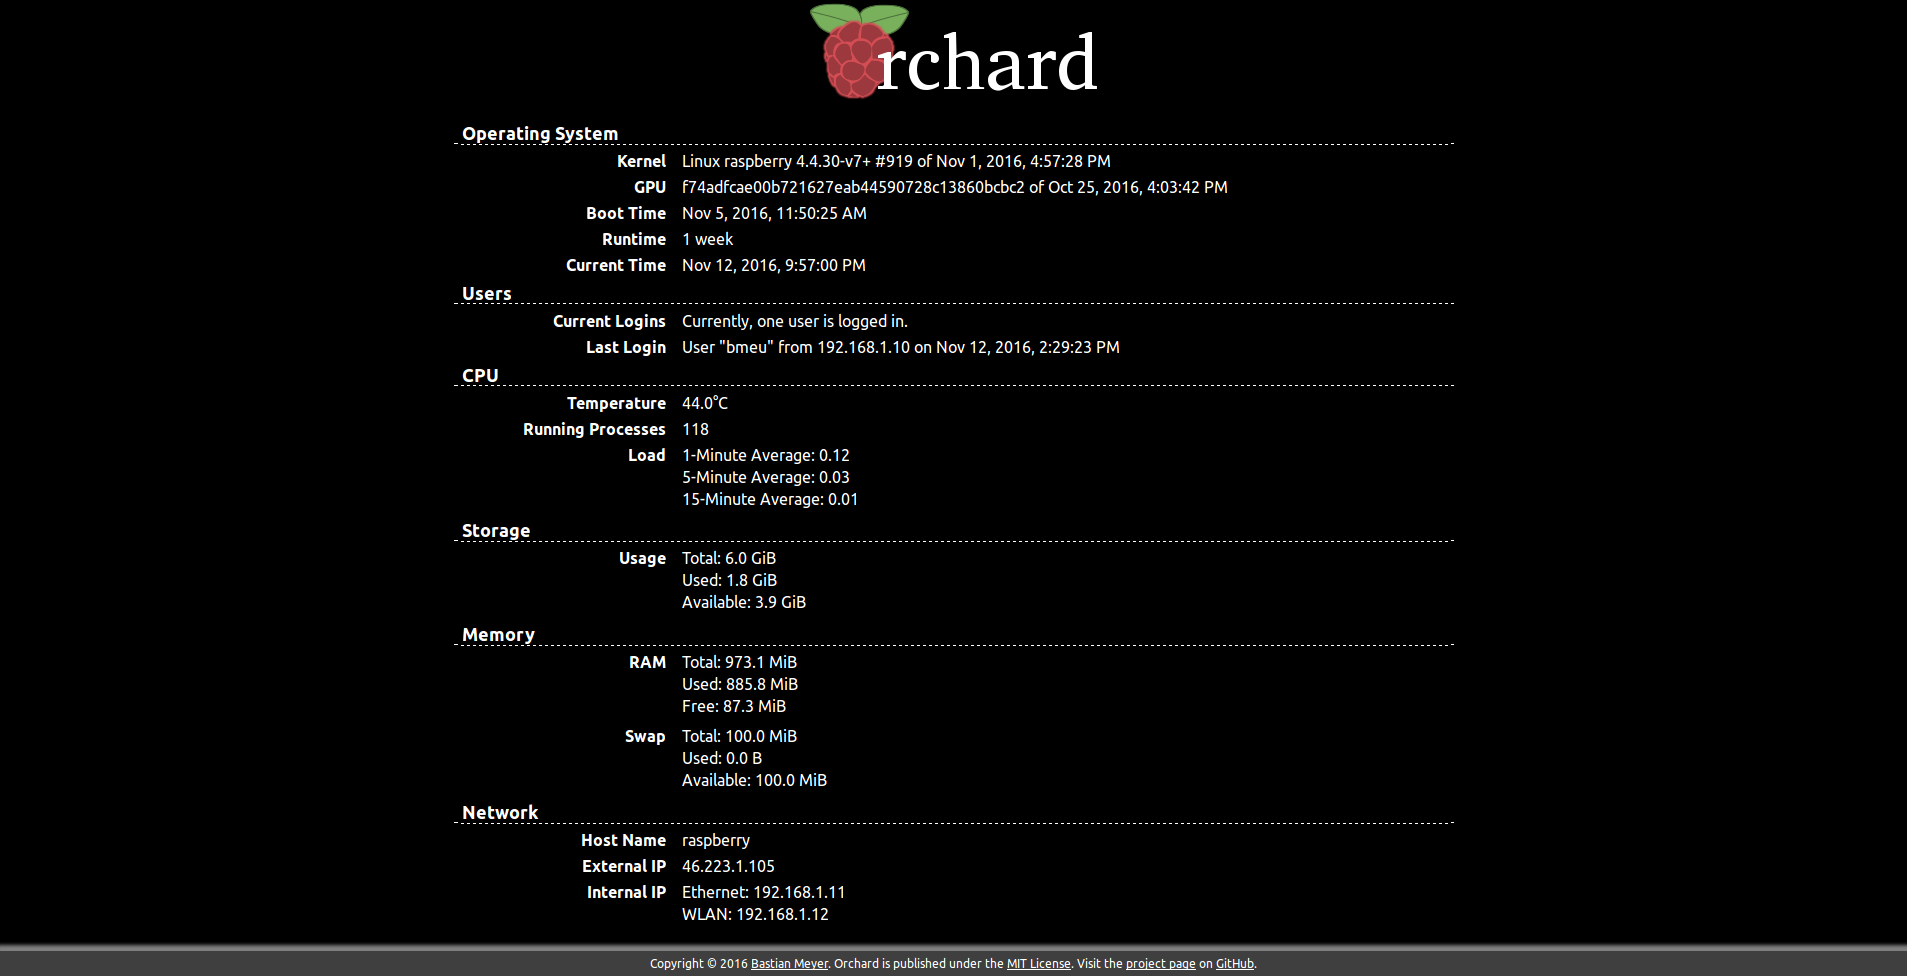 rchard
Operating System
Kernel Linux raspberry 4.4.30-v7+ #919 of Nov 1, 2016, 4:57:28 PM
GPU f74adfcae00b721627eab44590728c13860bcbc2 of Oct 25, 2016, 4:03:42 PM
Boot Time Nov 5, 2016, 11:50:25 AM
Runtime 1 week
Current Time Nov 12, 2016, 9:57:00 PM
Users
Current Logins Currently, one user is logged in.
Last Login User "bmeu" from 192.168.1.10 on Nov 12, 2016, 2:29:23 PM
CPU
Temperature 44.0°C
Running Processes 118
Load 1-Minute Average: 0.12
5-Minute Average: 0.03
15-Minute Average: 0.01
Storage
Usage Total: 6.0 GiB
Used: 1.8 GiB
Available: 3.9 GiB
Memory
RAM Total: 973.1 MiB
Used: 885.8 MiB
Free: 87.3 MiB
Swap Total: 100.0 MiB
Used: 0.0 B
Available: 100.0 MiB
Network
Host Name raspberry
External IP 46.223.1.105
Internal IP Ethernet: 192.168.1.11
WLAN: 192.168.1.12
Copyright © 2016 Bastian Meyer. Orchard is published under the MIT License. Visit the project page on GitHub.